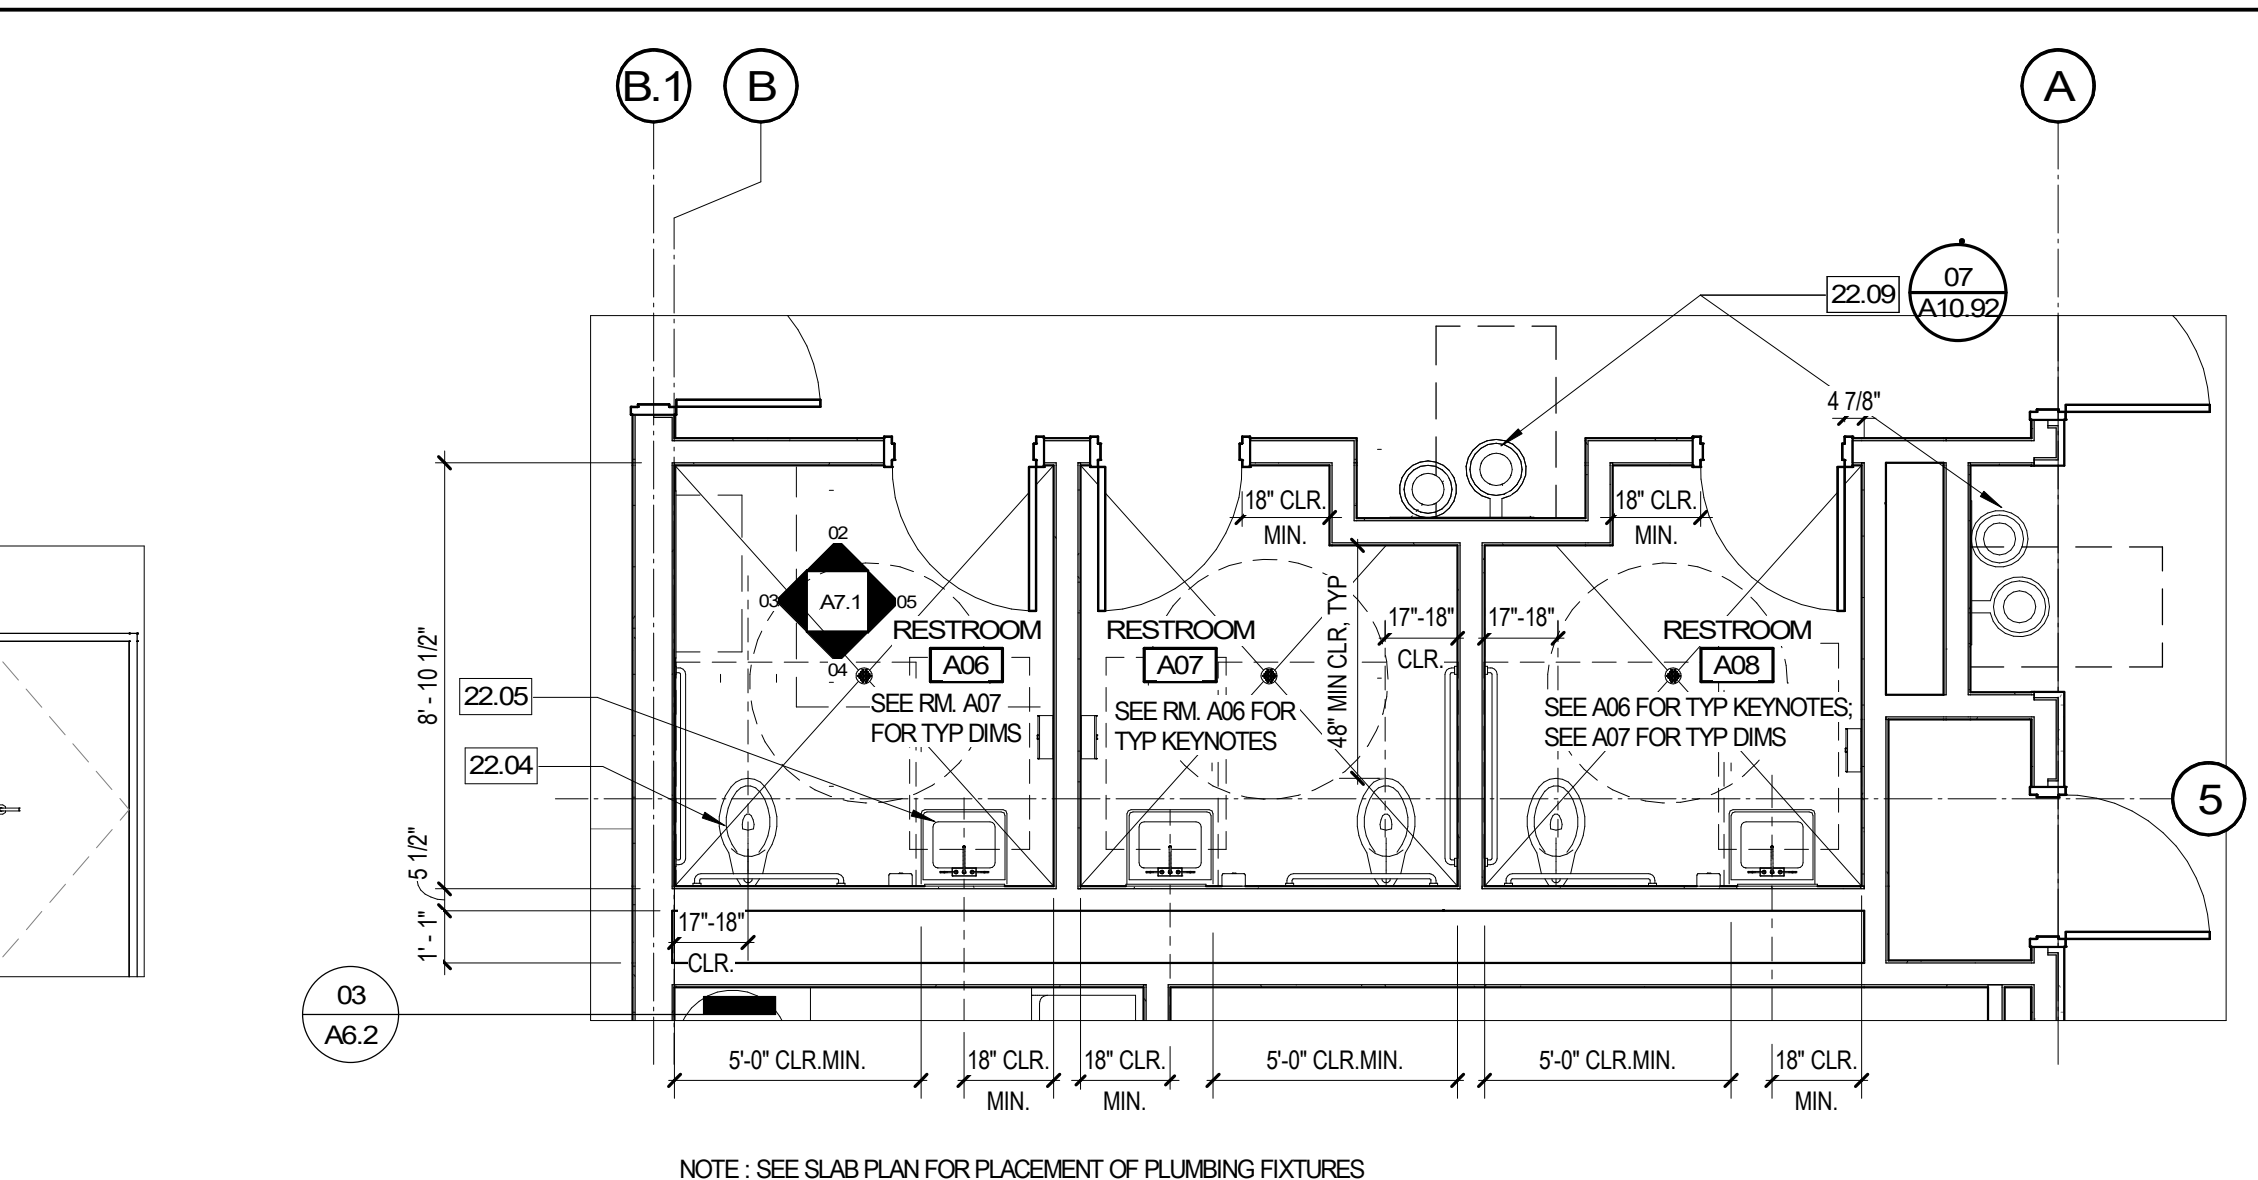 B.1
B
A
22.09
07
A10.92
4 7/8"
18" CLR.
MIN.
18" CLR.
MIN.
02
03
A7.1
05
04
RESTROOM
A06
SEE RM. A07
FOR TYP DIMS
RESTROOM
A07
SEE RM. A06 FOR
TYP KEYNOTES
48" MIN CLR, TYP
17"-18"
CLR.
17"-18"
RESTROOM
A08
SEE A06 FOR TYP KEYNOTES;
SEE A07 FOR TYP DIMS
8' - 10 1/2"
22.05
22.04
5
5 1/2"
1' - 1"
17"-18"
CLR.
03
A6.2
5'-0" CLR.MIN.
18" CLR.
MIN.
18" CLR.
MIN.
5'-0" CLR.MIN.
5'-0" CLR.MIN.
18" CLR.
MIN.
NOTE : SEE SLAB PLAN FOR PLACEMENT OF PLUMBING FIXTURES